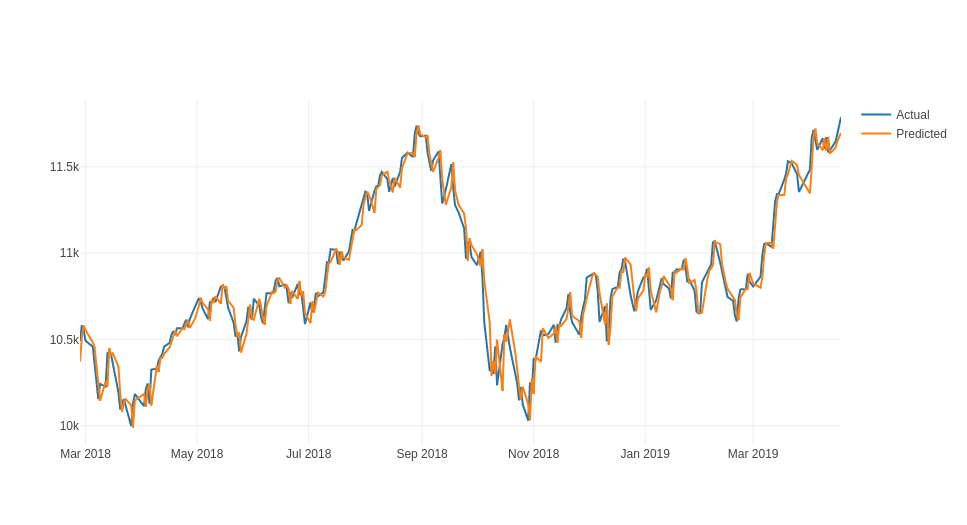 Actual
Predicted
11.5k
11k
10.5k
10k
Mar 2018
May 2018
Jul 2018
Sep 2018
Nov 2018
Jan 2019
Mar 2019